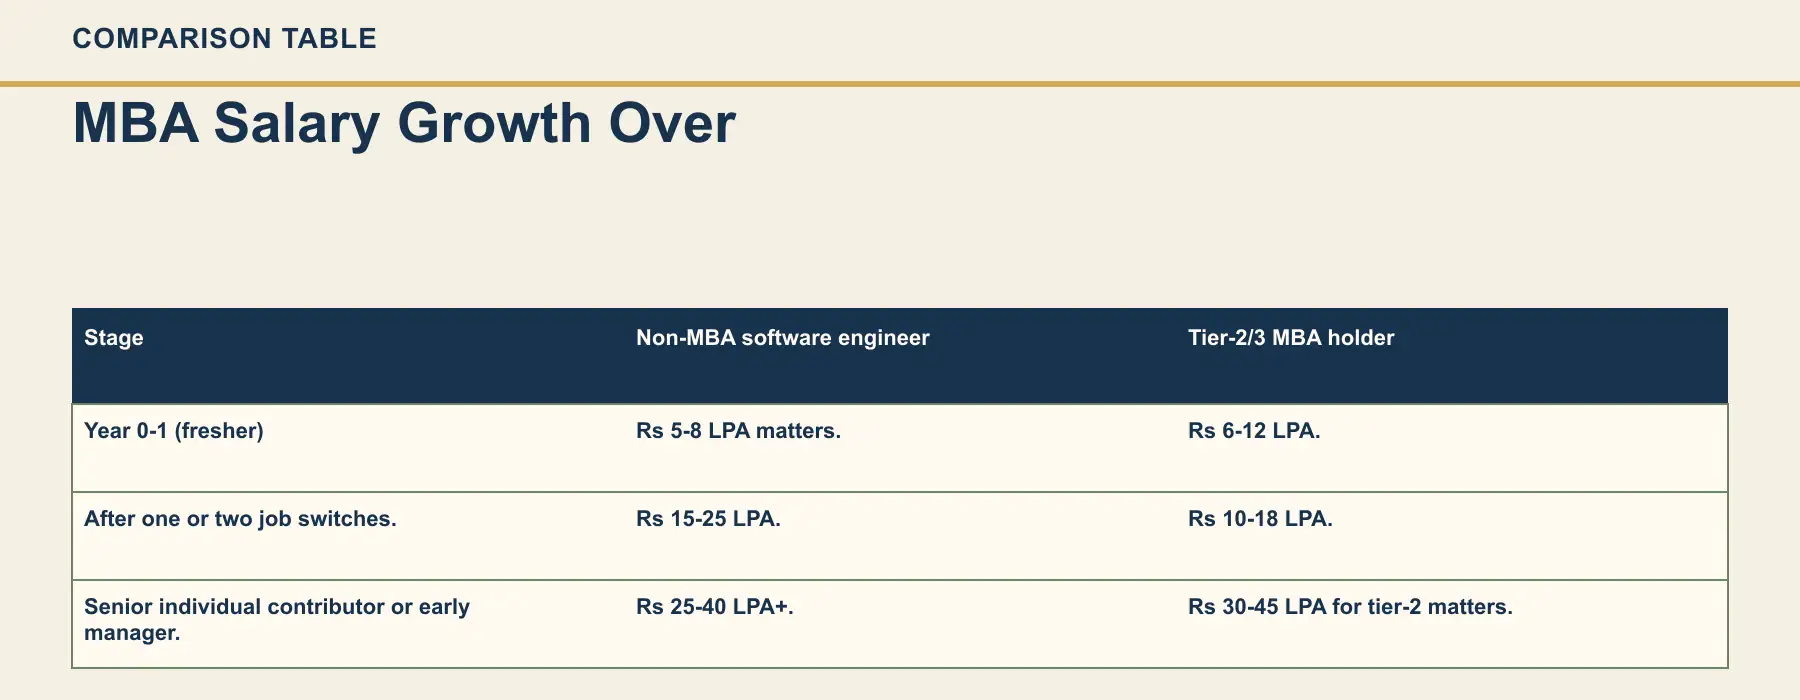 COMPARISON TABLE
MBA Salary Growth Over
Stage Non-MBA software engineer Tier-2/3 MBA holder
Year 0-1 (fresher) Rs 5-8 LPA matters. Rs 6-12 LPA.
After one or two job switches. Rs 15-25 LPA. Rs 10-18 LPA.
Senior individual contributor or early Rs 25-40 LPA+. Rs 30-45 LPA for tier-2 matters.
manager.